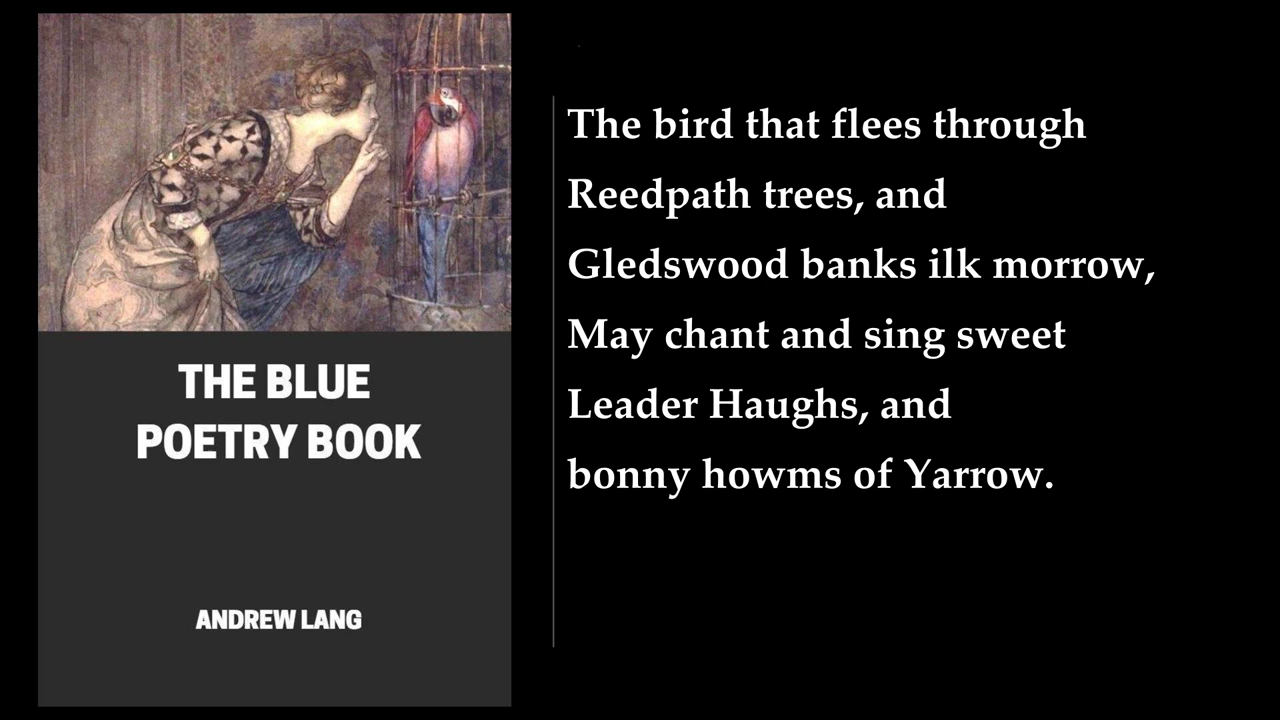 THE BLUE
POETRY BOOK
ANDREW LANG
The bird that flees through
Reedpath trees, and
Gledswood banks ilk morrow,
May chant and sing sweet
Leader Haughs, and
bonny howms of Yarrow.